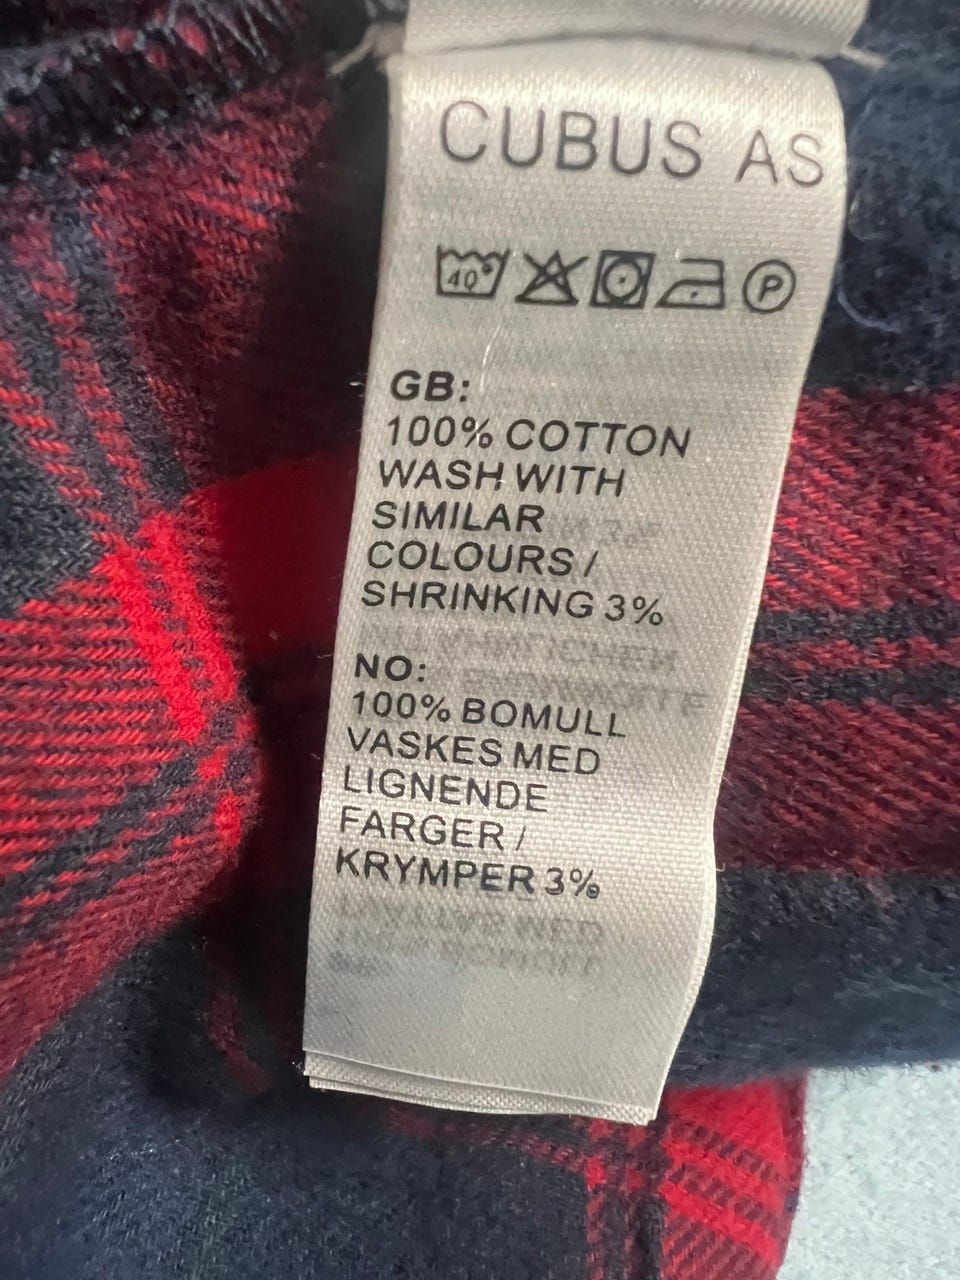 CUBUS AS
40° P
GB:
100% COTTON
WASH WITH
SIMILAR
COLOURS /
SHRINKING 3%
NO:
100% BOMULL
VASKES MED
LIGNENDE
FARGER /
KRYMPER 3%